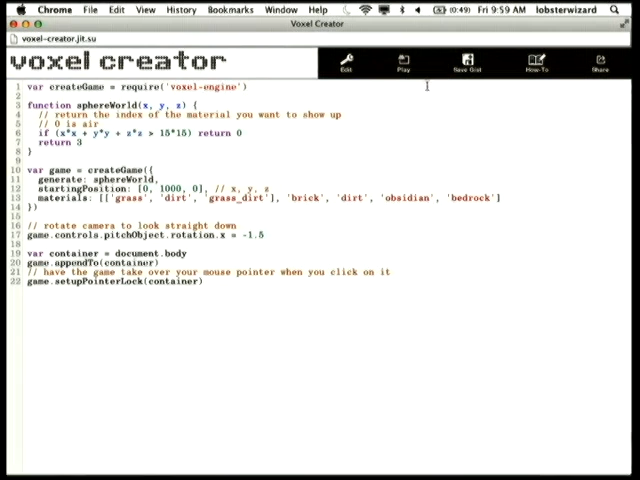 Chrome File Edit View History Bookmarks Window Help (0:49) Fri 9:59 AM lobsterwizard
Voxel Creator
voxel-creator.jit.su
voxel creator
Edit Play Save Gist How-To Share
1 var createGame = require('voxel-engine')
2
3 function sphereWorld(x, y, z) {
4 // return the index of the material you want to show up
5 // 0 is air
6 if (x*x + y*y + z*z > 15*15) return 0
7 return 3
8 }
9
10 var game = createGame({
11 generate: sphereWorld,
12 startingPosition: [0, 1000, 0], // x, y, z
13 materials: [['grass', 'dirt', 'grass_dirt'], 'brick', 'dirt', 'obsidian', 'bedrock']
14 })
15
16 // rotate camera to look straight down
17 game.controls.pitchObject.rotation.x = -1.5
18
19 var container = document.body
20 game.appendTo(container)
21 // have the game take over your mouse pointer when you click on it
22 game.setupPointerLock(container)